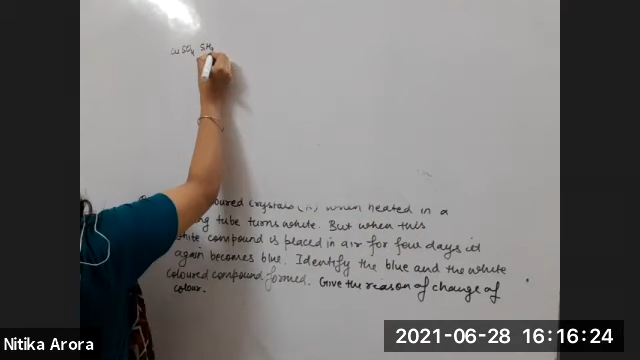 CuSO4 5H2
oured crystals (A) when heated in a
ng tube turns white. But when this
white compound is placed in air for four days it
again becomes blue. Identify the blue and the white
coloured compound formed. Give the reason of change of
colour.
Nitika Arora
2021-06-28 16:16:24